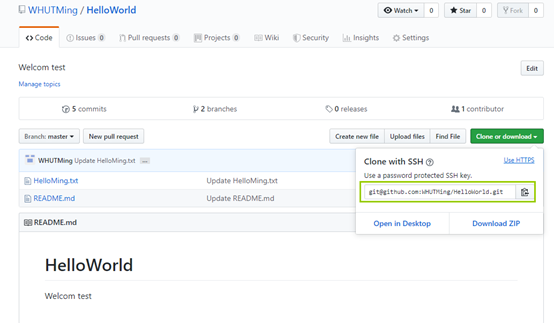 WHUTMing / HelloWorld
Watch 0 Star 0 Fork 0
Code Issues 0 Pull requests 0 Projects 0 Wiki Security Insights Settings
Welcom test
Edit
Manage topics
5 commits 2 branches 0 releases 1 contributor
Branch: master New pull request Create new file Upload files Find File Clone or download
WHUTMing Update HelloMing.txt ...
Clone with SSH ? Use HTTPS
Use a password protected SSH key.
HelloMing.txt Update HelloMing.txt
git@github.com:WHUTMing/HelloWorld.git
README.md Update README.md
Open in Desktop Download ZIP
README.md
HelloWorld
Welcom test